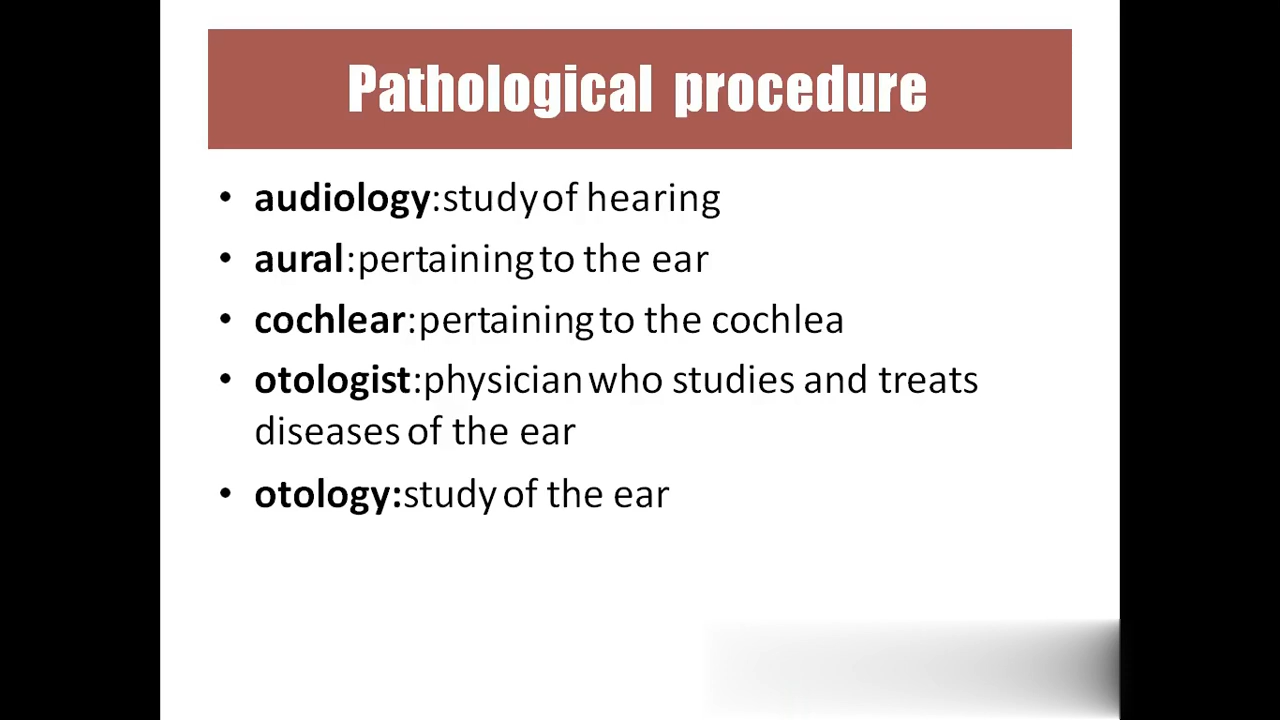 Pathological procedure
• audiology:study of hearing
• aural:pertaining to the ear
• cochlear:pertaining to the cochlea
• otologist:physician who studies and treats
diseases of the ear
• otology:study of the ear